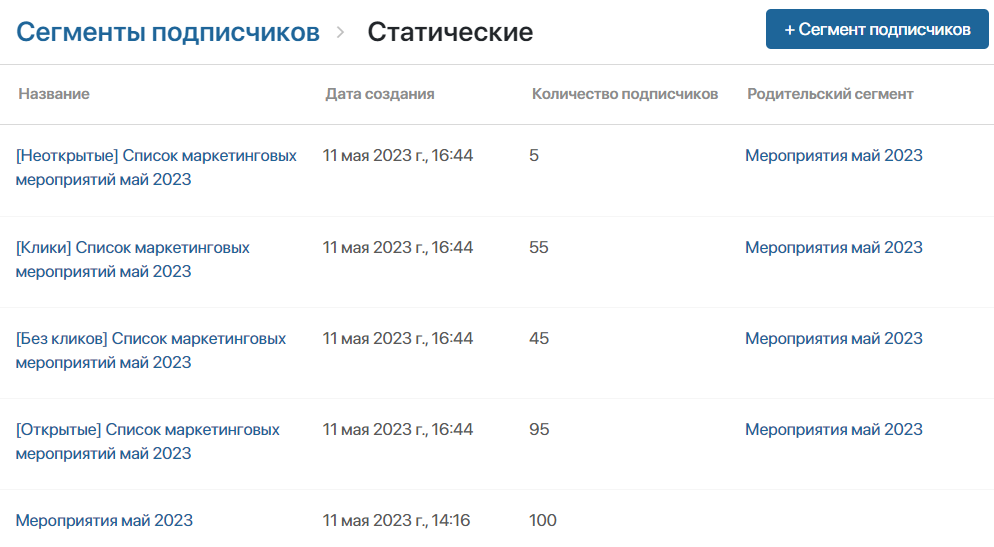 Сегменты подписчиков > Статические
+ Сегмент подписчиков
Название Дата создания Количество подписчиков Родительский сегмент
[Неоткрытые] Список маркетинговых 11 мая 2023 г., 16:44 5 Мероприятия май 2023
мероприятий май 2023
[Клики] Список маркетинговых 11 мая 2023 г., 16:44 55 Мероприятия май 2023
мероприятий май 2023
[Без кликов] Список маркетинговых 11 мая 2023 г., 16:44 45 Мероприятия май 2023
мероприятий май 2023
[Открытые] Список маркетинговых 11 мая 2023 г., 16:44 95 Мероприятия май 2023
мероприятий май 2023
Мероприятия май 2023 11 мая 2023 г., 14:16 100